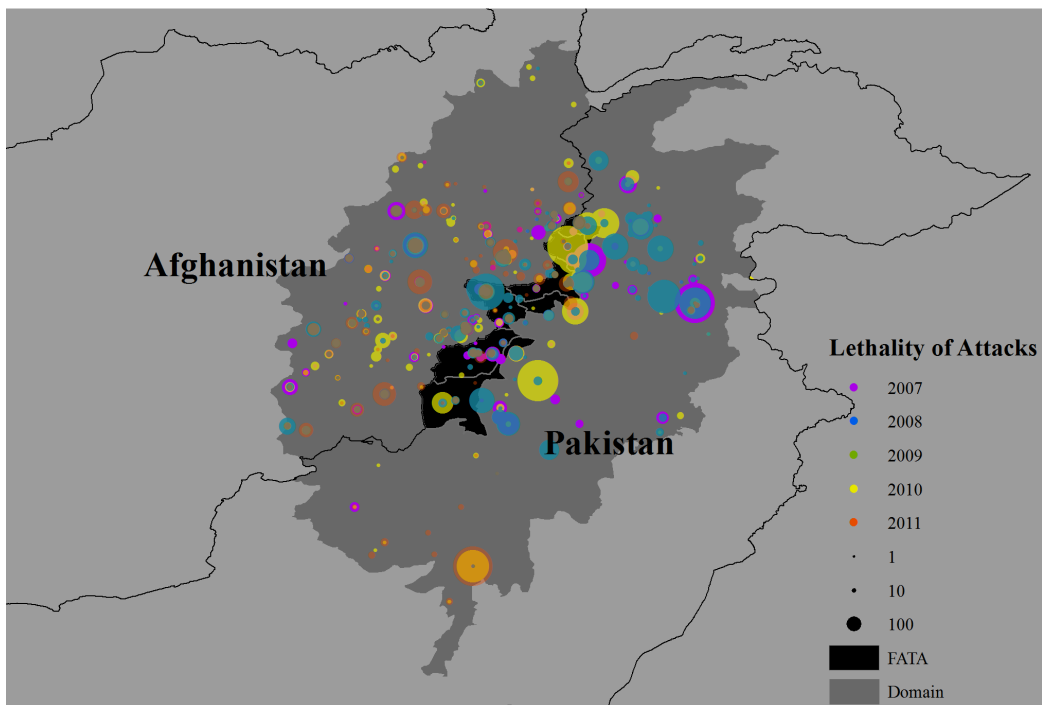 Afghanistan
Pakistan
Lethality of Attacks
2007
2008
2009
2010
2011
1
10
100
FATA
Domain